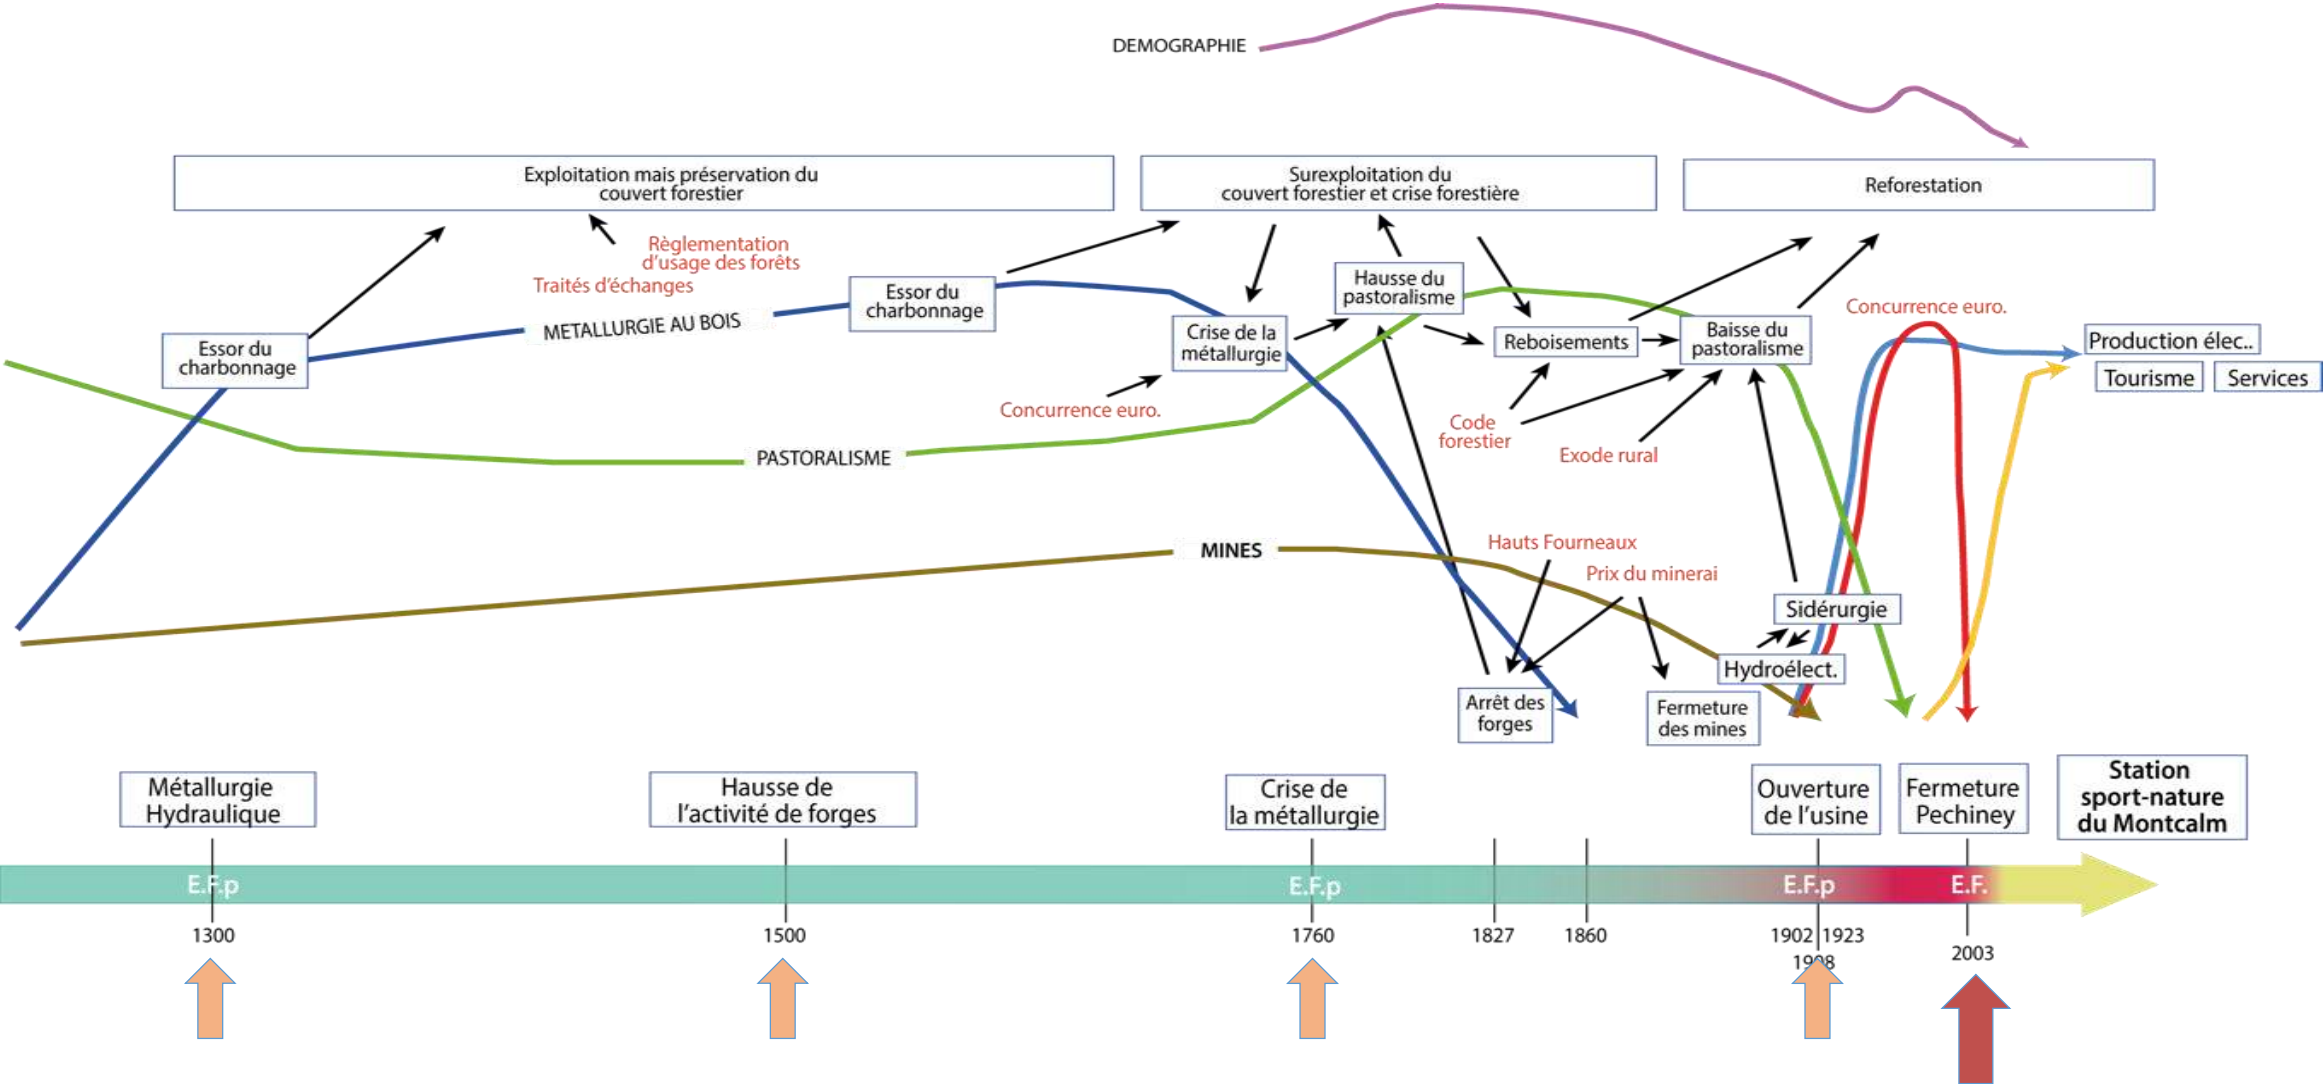 DEMOGRAPHIE
Exploitation mais préservation du
couvert forestier
Surexploitation du
couvert forestier et crise forestière
Reforestation
Règlementation
d'usage des forêts
Traités d'échanges
Essor du
charbonnage
METALLURGIE AU BOIS
Essor du
charbonnage
Hausse du
pastoralisme
Crise de la
métallurgie
Reboisements
Baisse du
pastoralisme
Concurrence euro.
Production élec..
Tourisme
Services
Concurrence euro.
Code
forestier
Exode rural
PASTORALISME
MINES
Hauts Fourneaux
Prix du minerai
Sidérurgie
Hydroélect.
Arrêt des
forges
Fermeture
des mines
Métallurgie
Hydraulique
Hausse de
l'activité de forges
Crise de
la métallurgie
Ouverture
de l'usine
Fermeture
Pechiney
Station
sport-nature
du Montcalm
E.F.p
E.F.p
E.F.p
E.F.
1300
1500
1760
1827
1860
1902
1923
2003